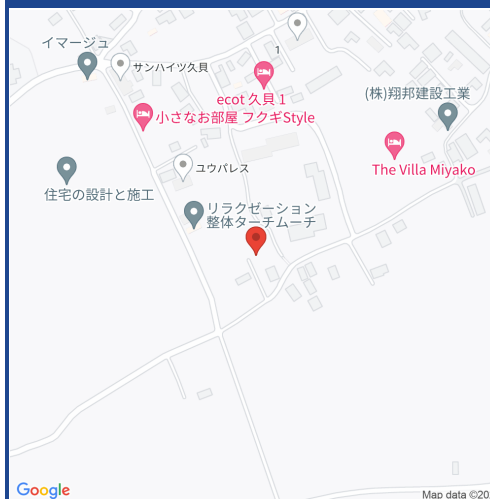 イマージュ
サンハイツ久貝
1
ecot 久貝 1
小さなお部屋 フクギStyle
(株)翔邦建設工業
The Villa Miyako
ユウパレス
住宅の設計と施工
リラクゼーション
整体ターチムーチ
Google
Map data ©20